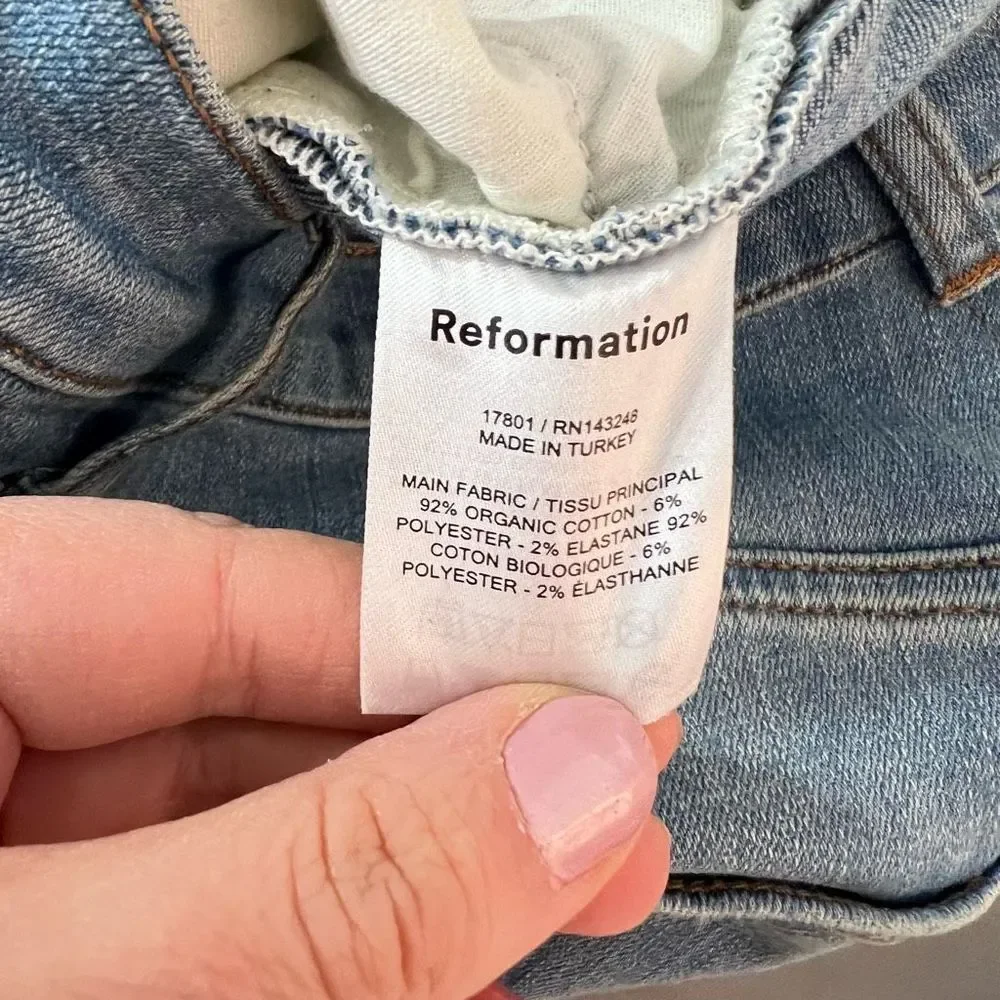 Reformation
17801 / RN143248
MADE IN TURKEY
MAIN FABRIC / TISSU PRINCIPAL
92% ORGANIC COTTON - 6%
POLYESTER - 2% ELASTANE 92%
COTON BIOLOGIQUE - 6%
POLYESTER - 2% ÉLASTHANNE